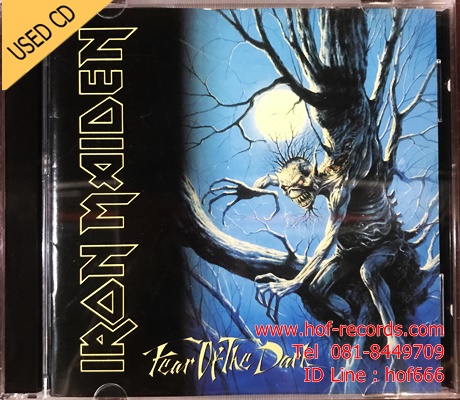 USED CD
IRON MAIDEN
Fear Of The Dark
www.hof-records.com
Tel 081-8449709
ID Line : hof666